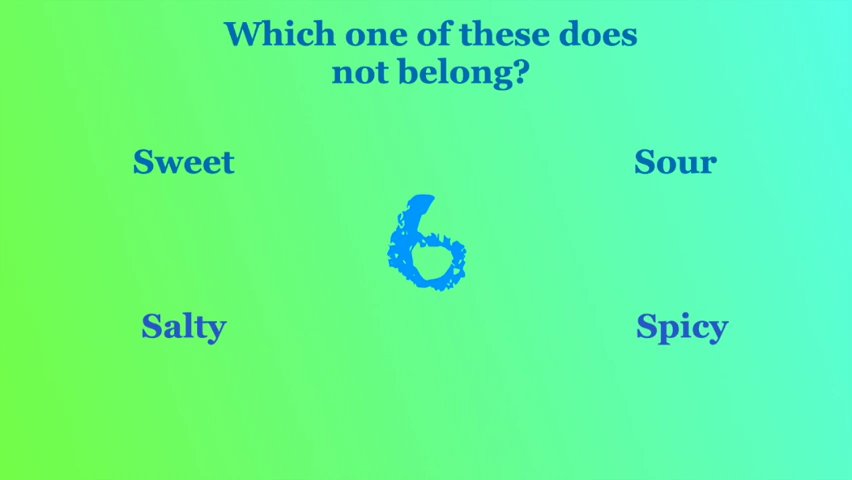 Which one of these does
not belong?
Sweet
Sour
6
Salty
Spicy